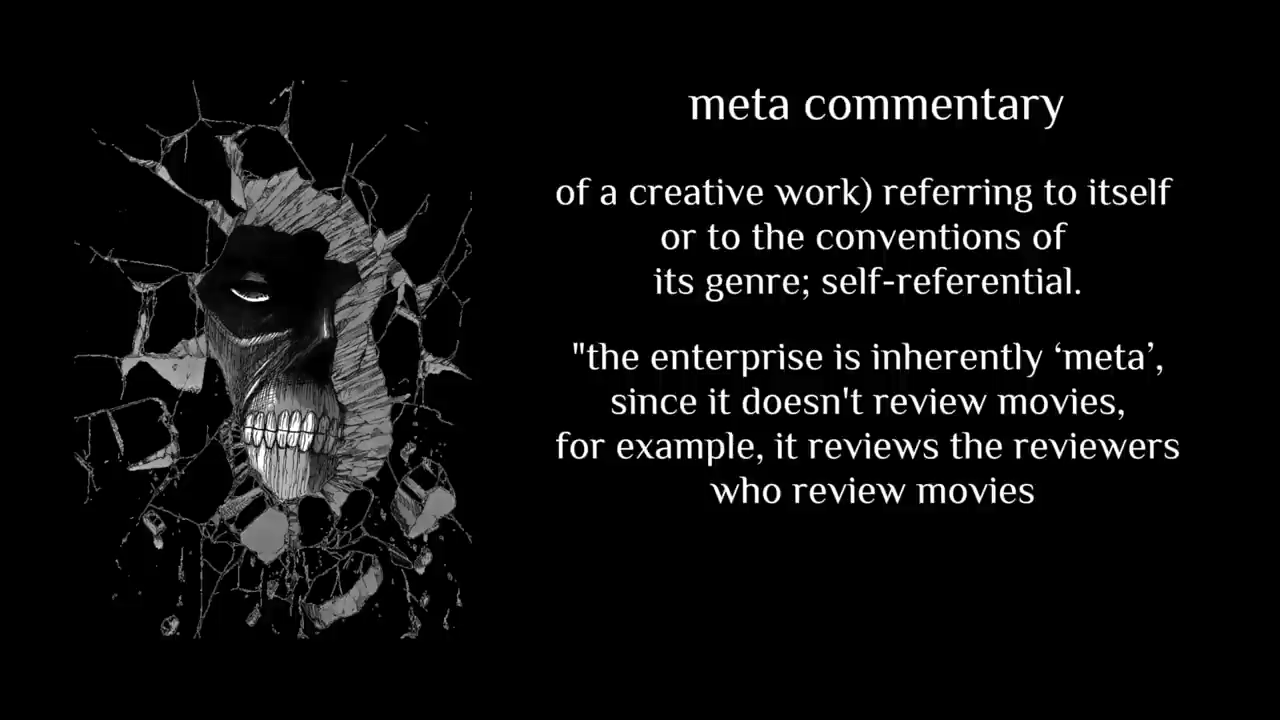 meta commentary
of a creative work) referring to itself
or to the conventions of
its genre; self-referential.
"the enterprise is inherently ‘meta’,
since it doesn't review movies,
for example, it reviews the reviewers
who review movies